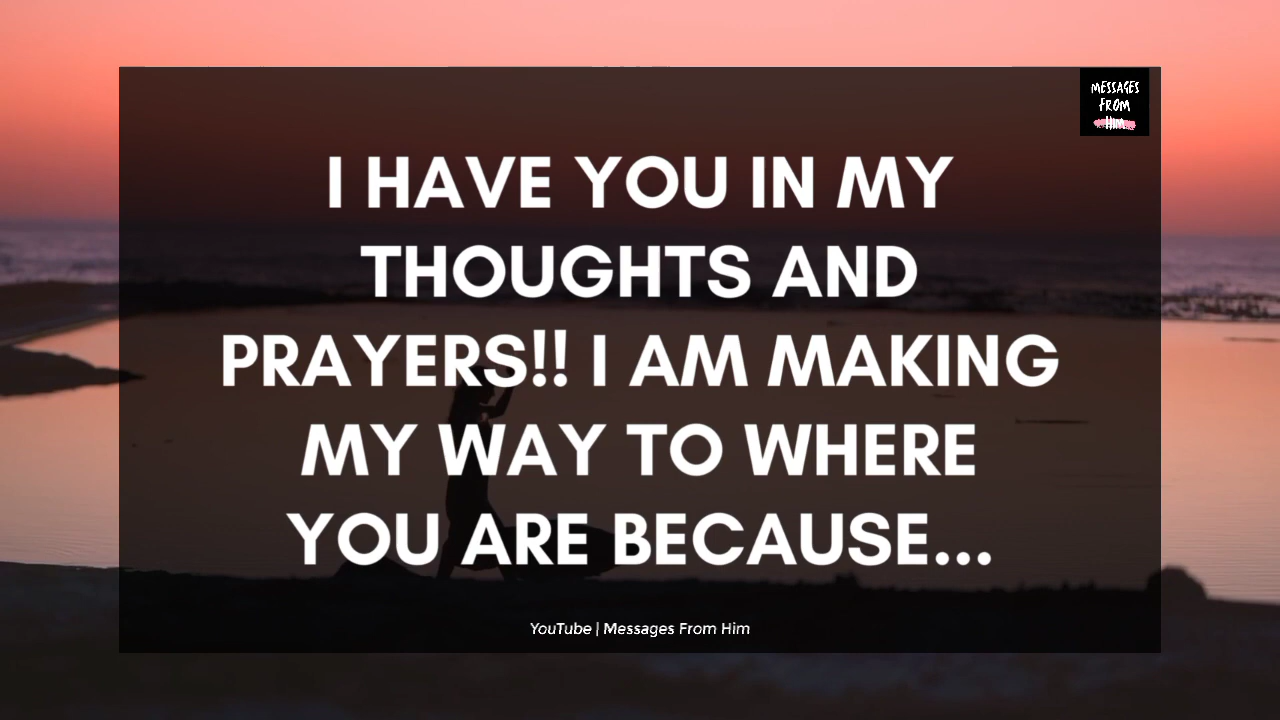 MESSAGES
FROM
Him
I HAVE YOU IN MY
THOUGHTS AND
PRAYERS!! I AM MAKING
MY WAY TO WHERE
YOU ARE BECAUSE...
YouTube | Messages From Him